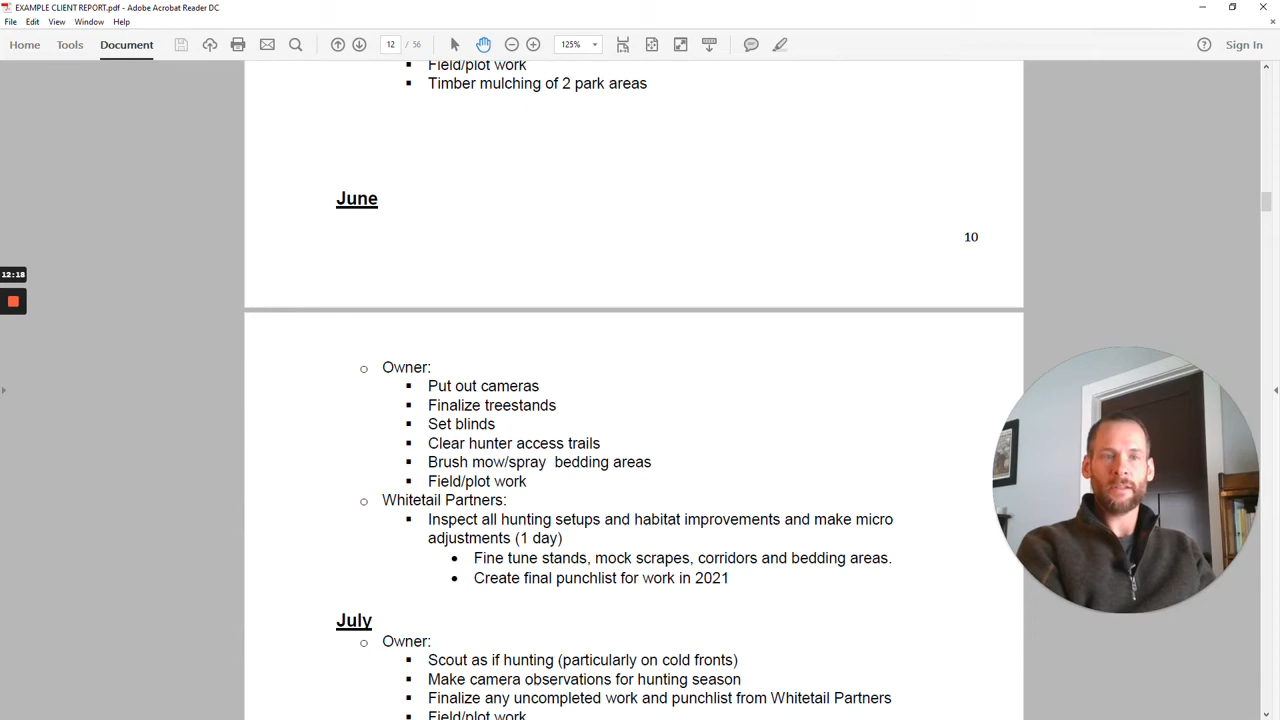 EXAMPLE CLIENT REPORT.pdf - Adobe Acrobat Reader DC
File Edit View Window Help
Home Tools Document 12 / 56 125% Sign In
Field/plot work
▪ Timber mulching of 2 park areas
June
10
12:18
o Owner:
▪ Put out cameras
▪ Finalize treestands
▪ Set blinds
▪ Clear hunter access trails
▪ Brush mow/spray bedding areas
▪ Field/plot work
o Whitetail Partners:
▪ Inspect all hunting setups and habitat improvements and make micro
adjustments (1 day)
• Fine tune stands, mock scrapes, corridors and bedding areas.
• Create final punchlist for work in 2021
July
o Owner:
▪ Scout as if hunting (particularly on cold fronts)
▪ Make camera observations for hunting season
▪ Finalize any uncompleted work and punchlist from Whitetail Partners
▪ Field/plot work